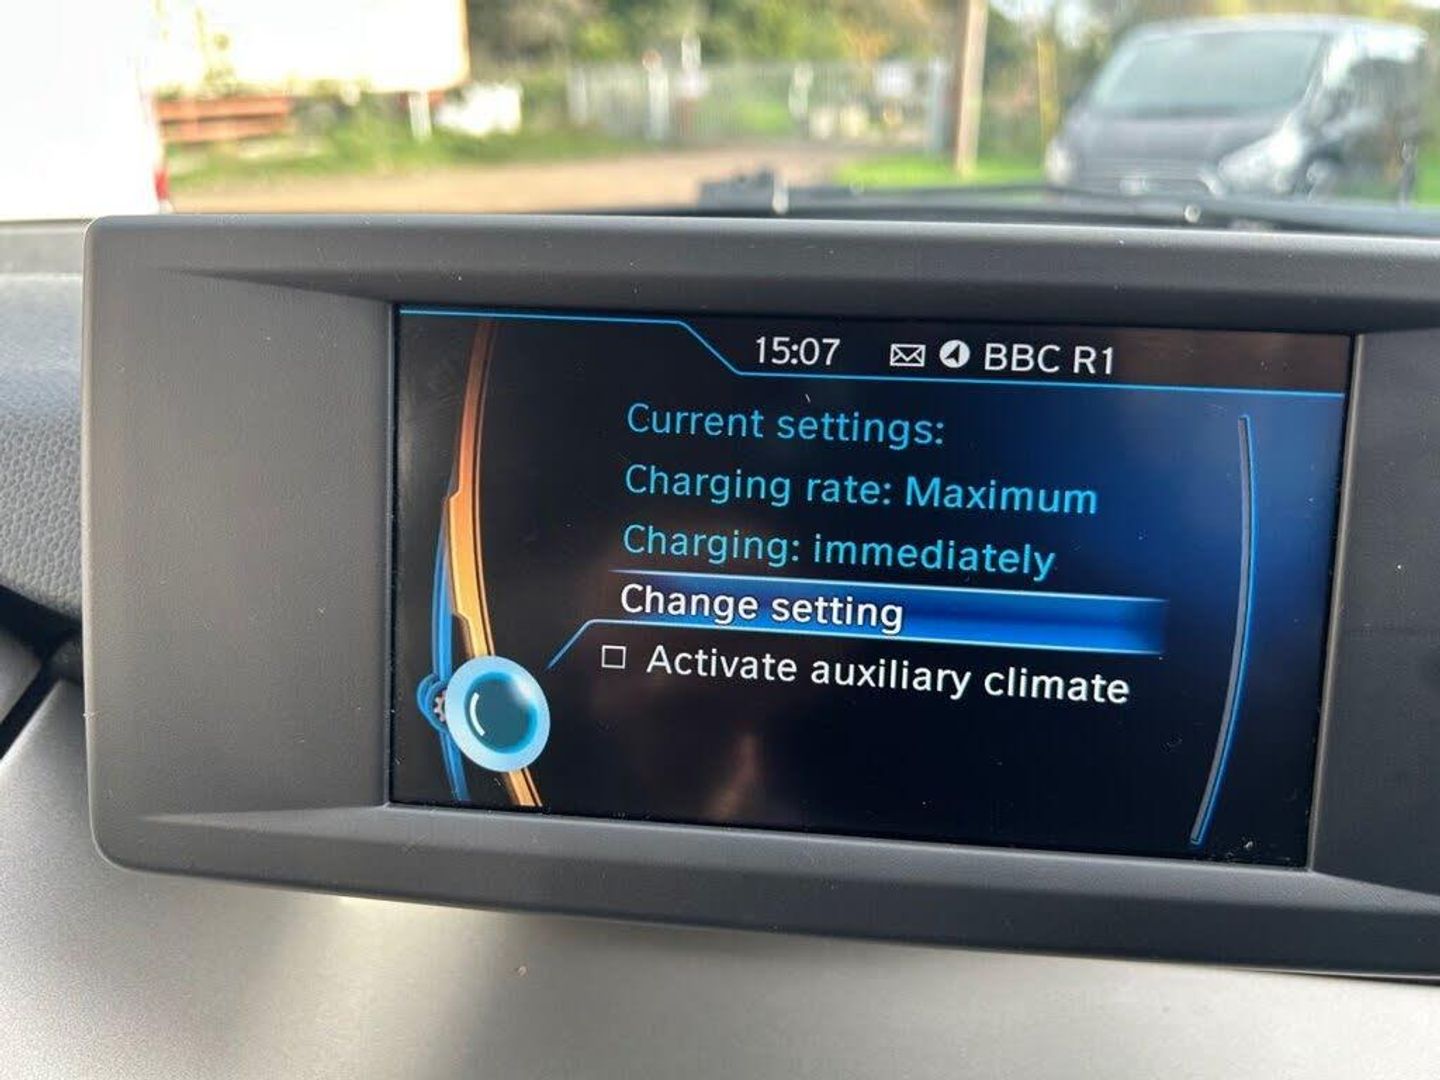 15:07 BBC R1
Current settings:
Charging rate: Maximum
Charging: immediately
Change setting
Activate auxiliary climate